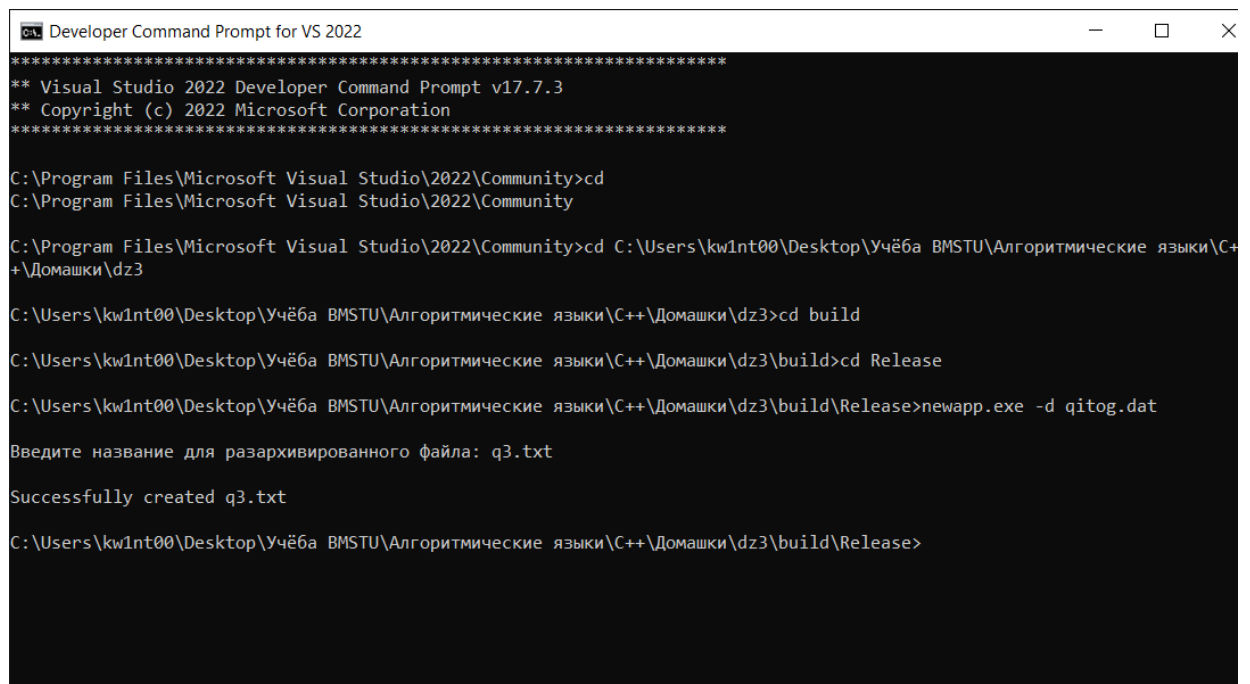 Developer Command Prompt for VS 2022
**********************************************************************
** Visual Studio 2022 Developer Command Prompt v17.7.3
** Copyright (c) 2022 Microsoft Corporation
**********************************************************************
C:\Program Files\Microsoft Visual Studio\2022\Community>cd
C:\Program Files\Microsoft Visual Studio\2022\Community
C:\Program Files\Microsoft Visual Studio\2022\Community>cd C:\Users\kw1nt00\Desktop\Учёба BMSTU\Алгоритмические языки\C+
+\Домашки\dz3
C:\Users\kw1nt00\Desktop\Учёба BMSTU\Алгоритмические языки\C++\Домашки\dz3>cd build
C:\Users\kw1nt00\Desktop\Учёба BMSTU\Алгоритмические языки\C++\Домашки\dz3\build>cd Release
C:\Users\kw1nt00\Desktop\Учёба BMSTU\Алгоритмические языки\C++\Домашки\dz3\build\Release>newapp.exe -d qitog.dat
Введите название для разархивированного файла: q3.txt
Successfully created q3.txt
C:\Users\kw1nt00\Desktop\Учёба BMSTU\Алгоритмические языки\C++\Домашки\dz3\build\Release>